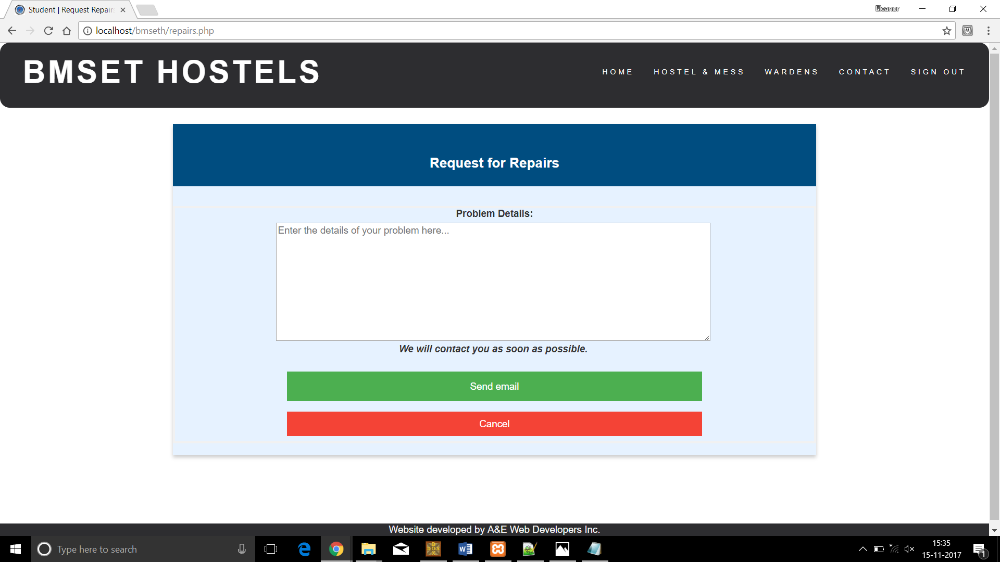 Student | Request Repairs
Eleanor
localhost/bmseth/repairs.php
BMSET HOSTELS
HOME HOSTEL & MESS WARDENS CONTACT SIGN OUT
Request for Repairs
Problem Details:
Enter the details of your problem here...
We will contact you as soon as possible.
Send email
Cancel
Website developed by A&E Web Developers Inc.
Type here to search
15:35
15-11-2017
1